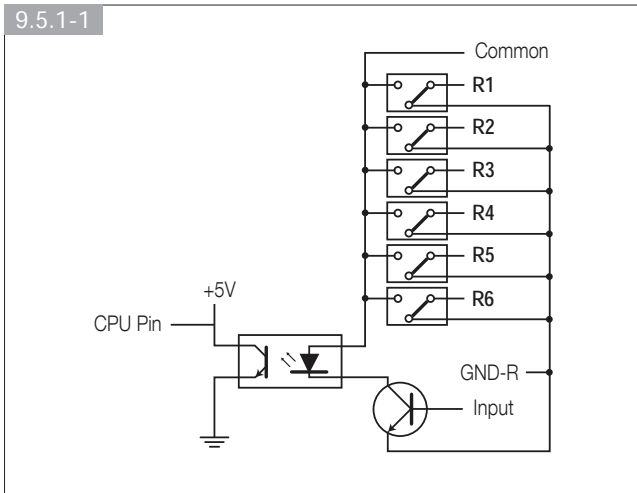 9.5.1-1
Common
R1
R2
R3
R4
R5
R6
+5V
CPU Pin
GND-R
Input